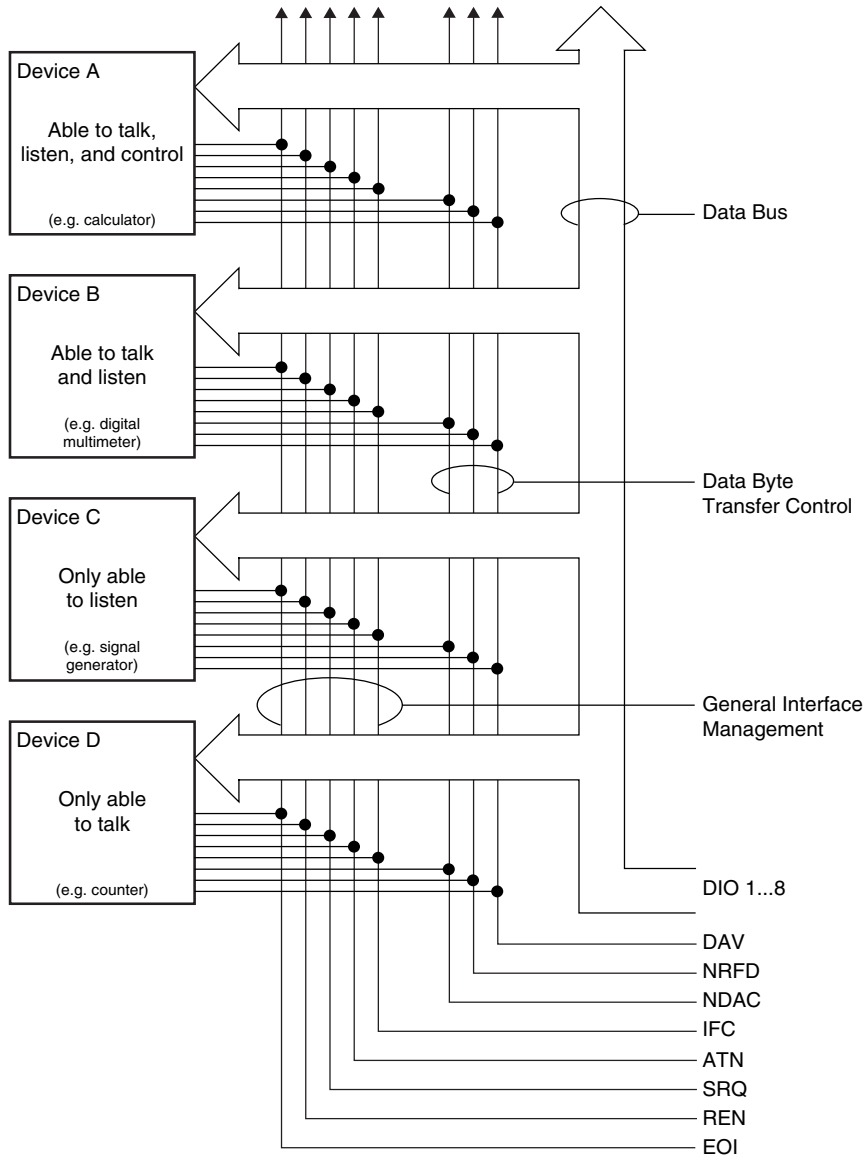 Device A
Able to talk,
listen, and control
(e.g. calculator)
Data Bus
Device B
Able to talk
and listen
(e.g. digital
multimeter)
Data Byte
Transfer Control
Device C
Only able
to listen
(e.g. signal
generator)
General Interface
Management
Device D
Only able
to talk
(e.g. counter)
DIO 1...8
DAV
NRFD
NDAC
IFC
ATN
SRQ
REN
EOI